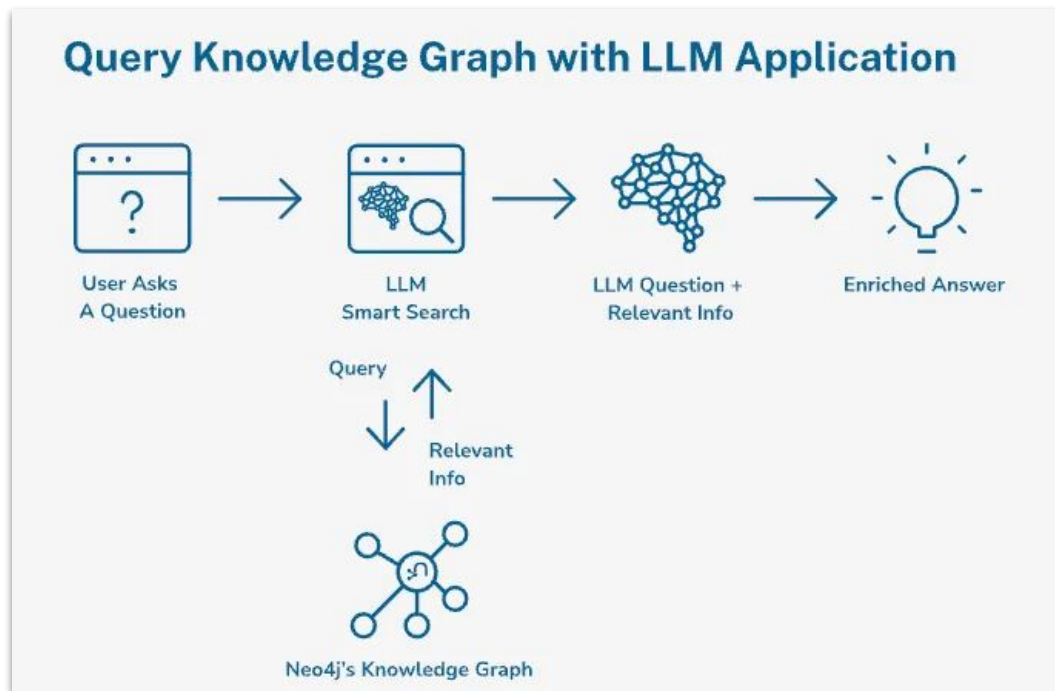 Query Knowledge Graph with LLM Application
?
User Asks
A Question
LLM
Smart Search
LLM Question +
Relevant Info
Enriched Answer
Query
Relevant
Info
Neo4j's Knowledge Graph